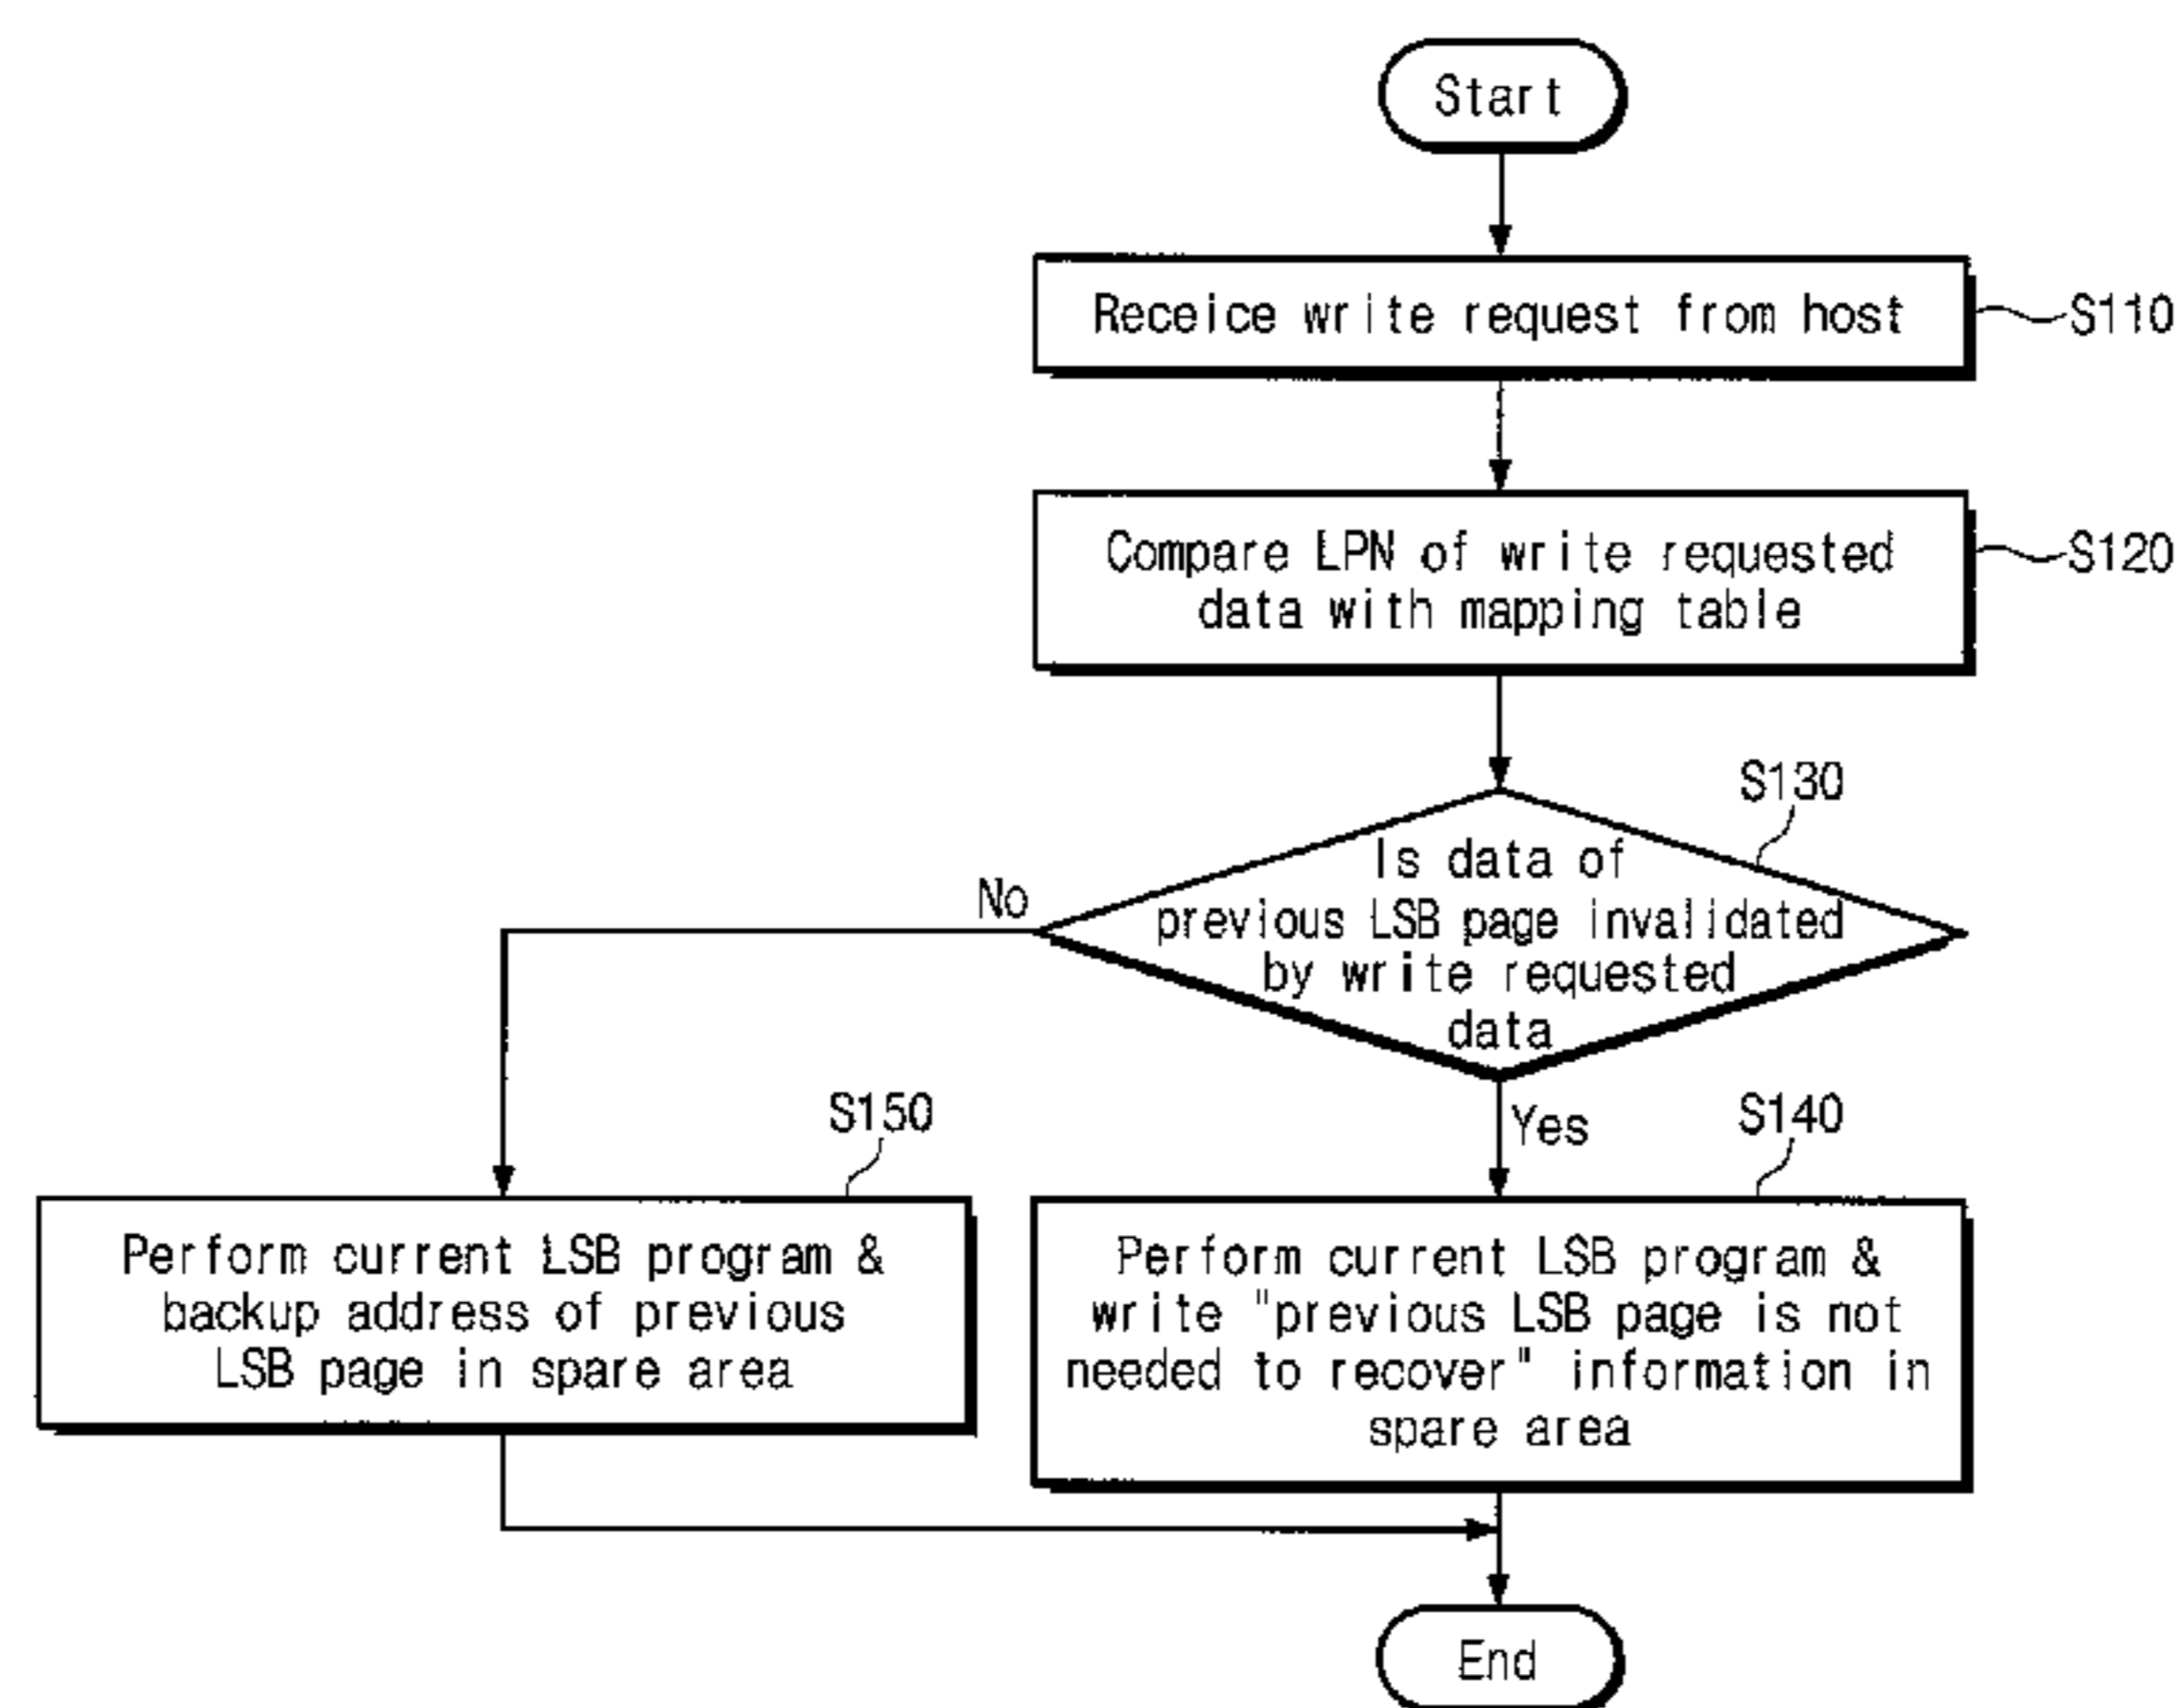 Start
Receice write request from host
S110
Compare LPN of write requested
data with mapping table
S120
S130
Is data of
previous LSB page invalidated
by write requested
data
No
Yes
S150
Perform current LSB program &
backup address of previous
LSB page in spare area
S140
Perform current LSB program &
write "previous LSB page is not
needed to recover" information in
spare area
End